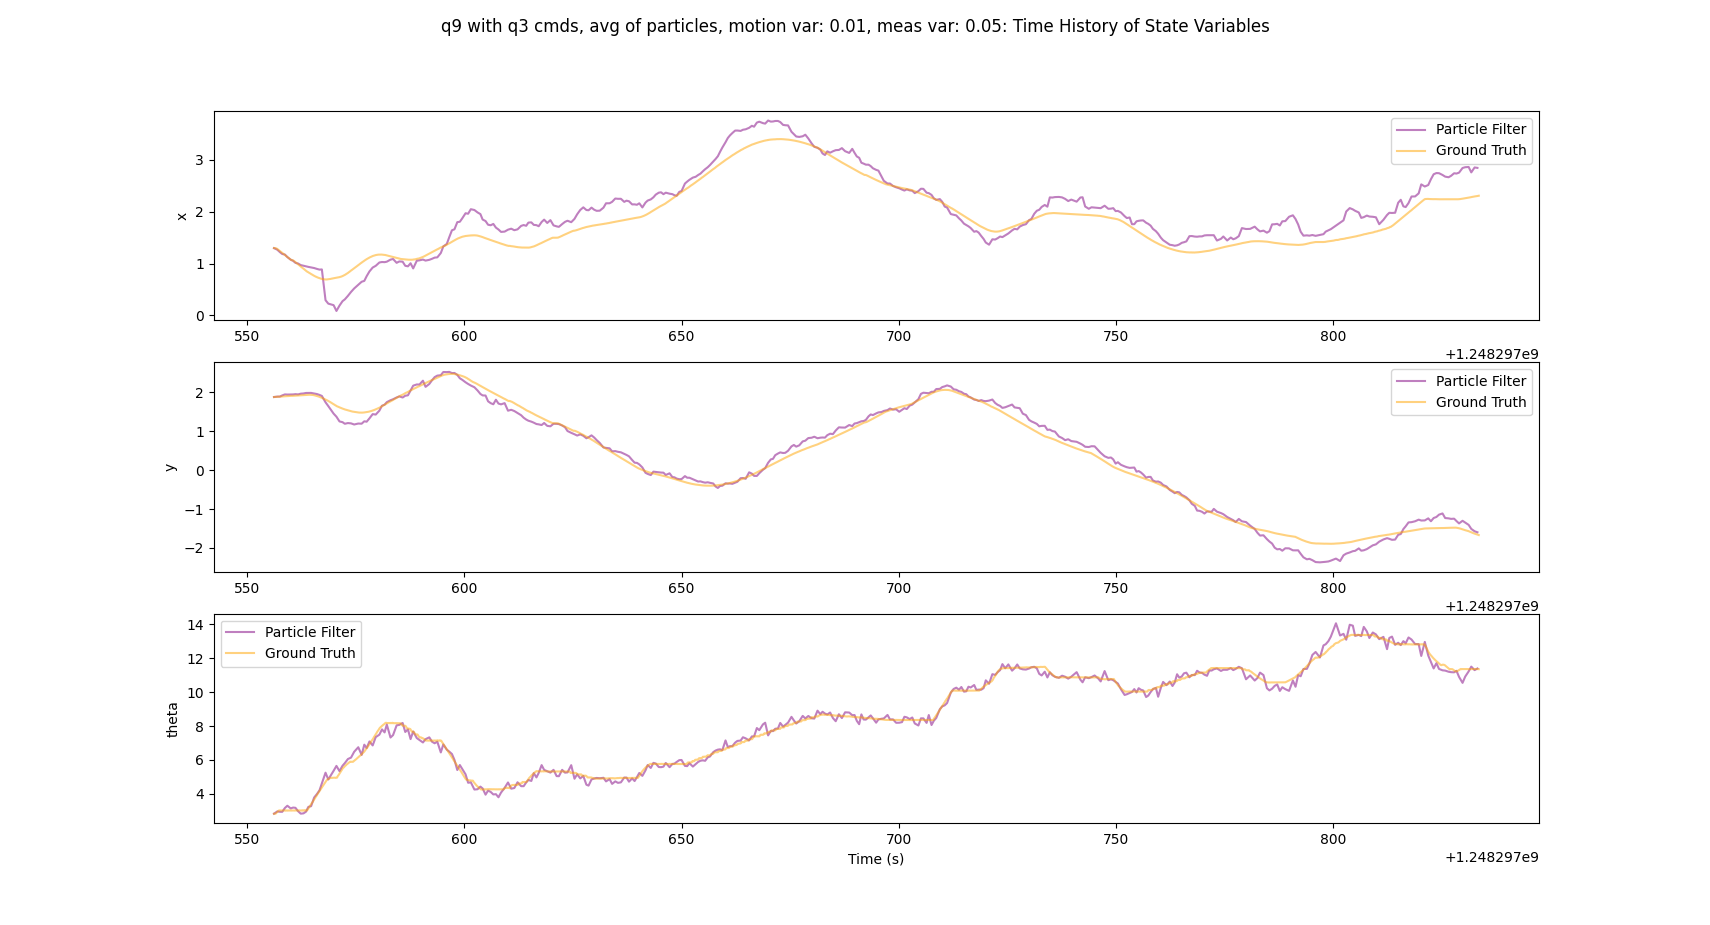 q9 with q3 cmds, avg of particles, motion var: 0.01, meas var: 0.05: Time History of State Variables
x
3
2
1
0
Particle Filter
Ground Truth
550 600 650 700 750 800
+1.248297e9
y
2
1
0
−1
−2
Particle Filter
Ground Truth
550 600 650 700 750 800
+1.248297e9
theta
14
12
10
8
6
4
Particle Filter
Ground Truth
550 600 650 700 750 800
Time (s)
+1.248297e9